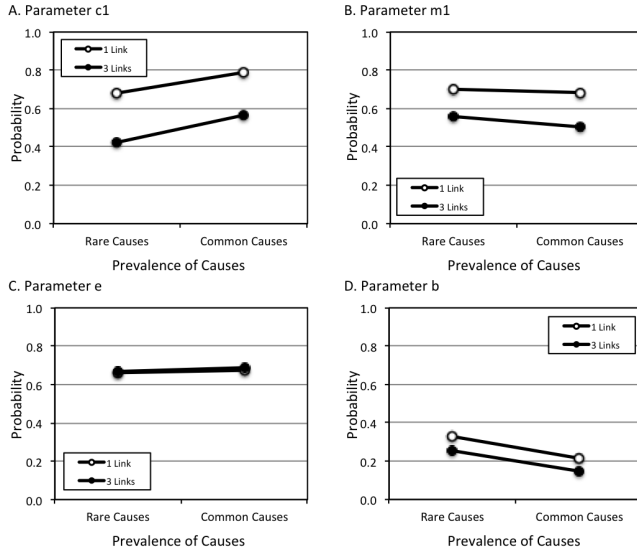 A. Parameter c1
1.0
0.8
0.6
0.4
0.2
0.0
Probability
1 Link
3 Links
Rare Causes
Common Causes
Prevalence of Causes
B. Parameter m1
1.0
0.8
0.6
0.4
0.2
0.0
Probability
1 Link
3 Links
Rare Causes
Common Causes
Prevalence of Causes
C. Parameter e
1.0
0.8
0.6
0.4
0.2
0.0
Probability
1 Link
3 Links
Rare Causes
Common Causes
Prevalence of Causes
D. Parameter b
1.0
0.8
0.6
0.4
0.2
0.0
Probability
1 Link
3 Links
Rare Causes
Common Causes
Prevalence of Causes